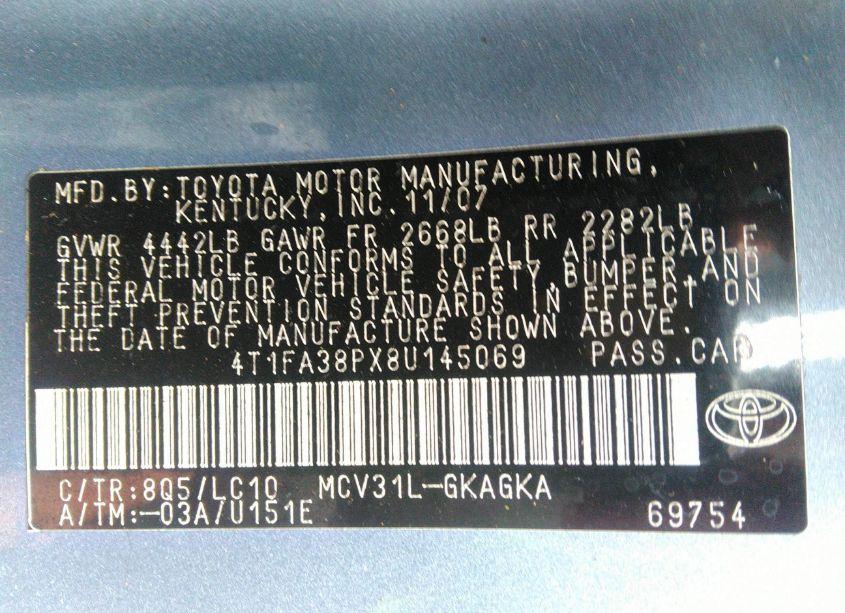 MFD.BY:TOYOTA MOTOR MANUFACTURING,
KENTUCKY,INC. 11/07
GVWR 4442LB GAWR FR 2668LB RR 2282LB
THIS VEHICLE CONFORMS TO ALL APPLICABLE
FEDERAL MOTOR VEHICLE SAFETY,BUMPER,AND
THEFT PREVENTION STANDARDS IN EFFECT ON
THE DATE OF MANUFACTURE SHOWN ABOVE.
4T1FA38PX8U145069 PASS.CAR
C/TR:8Q5/LC10 MCV31L-GKAGKA
A/TM:-03A/U151E 69754